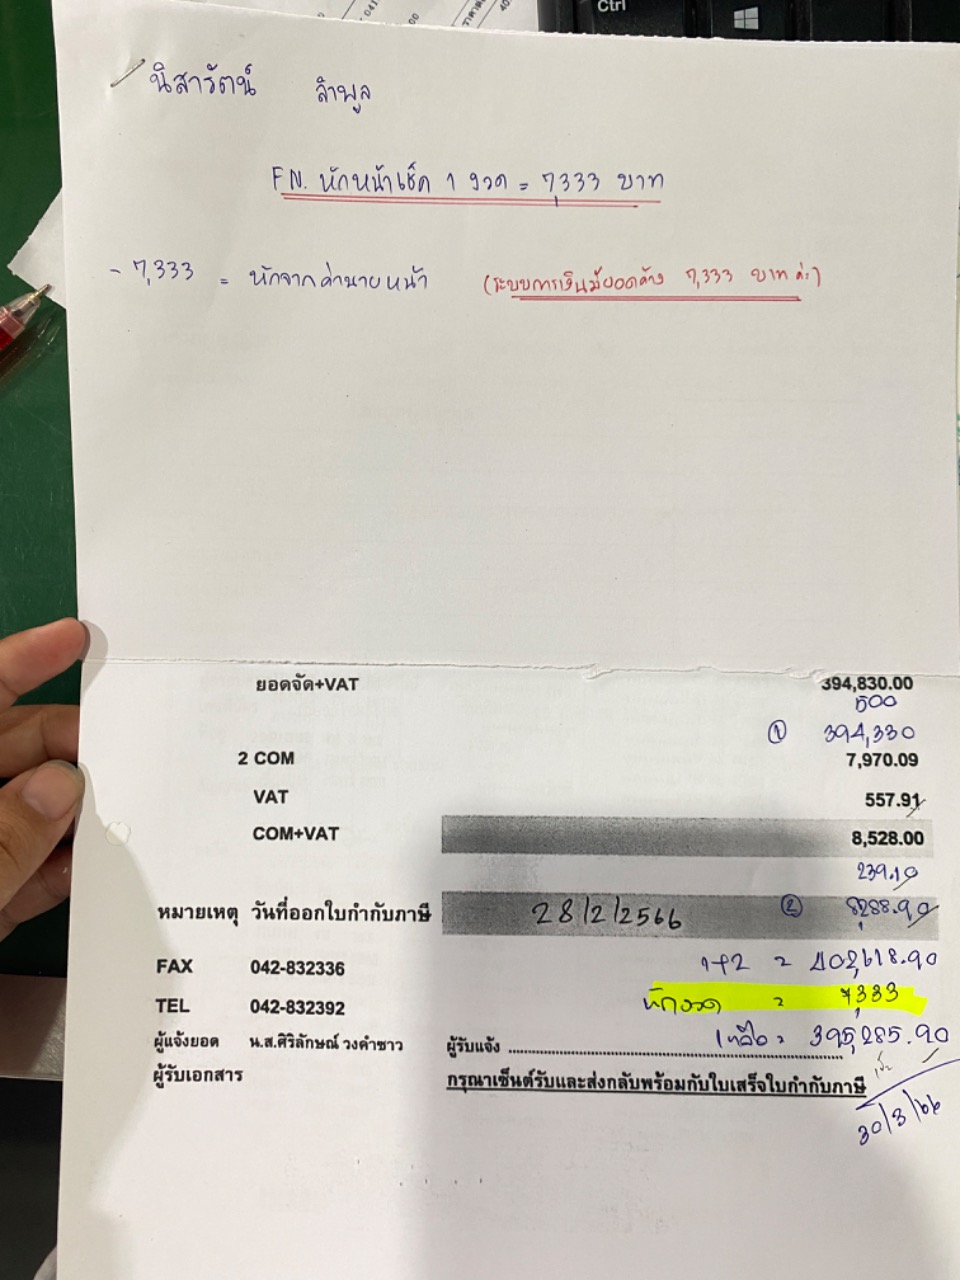 นิสารัตน์ ลำพูล
FN. หักหน้าเช็ค 1 งวด = 7,333 บาท
- 7,333 = หักจากค่านายหน้า (ระบบการเงินมียอดค้าง 7,333 บาท ค่ะ)
ยอดจัด+VAT 394,830.00
500
① 394,330
2 COM 7,970.09
VAT 557.91
COM+VAT 8,528.00
239.10
หมายเหตุ วันที่ออกใบกำกับภาษี 28/2/2566 ② 8,288.90
FAX 042-832336 1+2 = 402,618.90
TEL 042-832392 หักงวด = 7,333
ผู้แจ้งยอด น.ส.ศิริลักษณ์ วงคำซาว ผู้รับแจ้ง เหลือ = 395,285.90
ผู้รับเอกสาร กรุณาเซ็นต์รับและส่งกลับพร้อมกับใบเสร็จใบกำกับภาษี
30/3/66